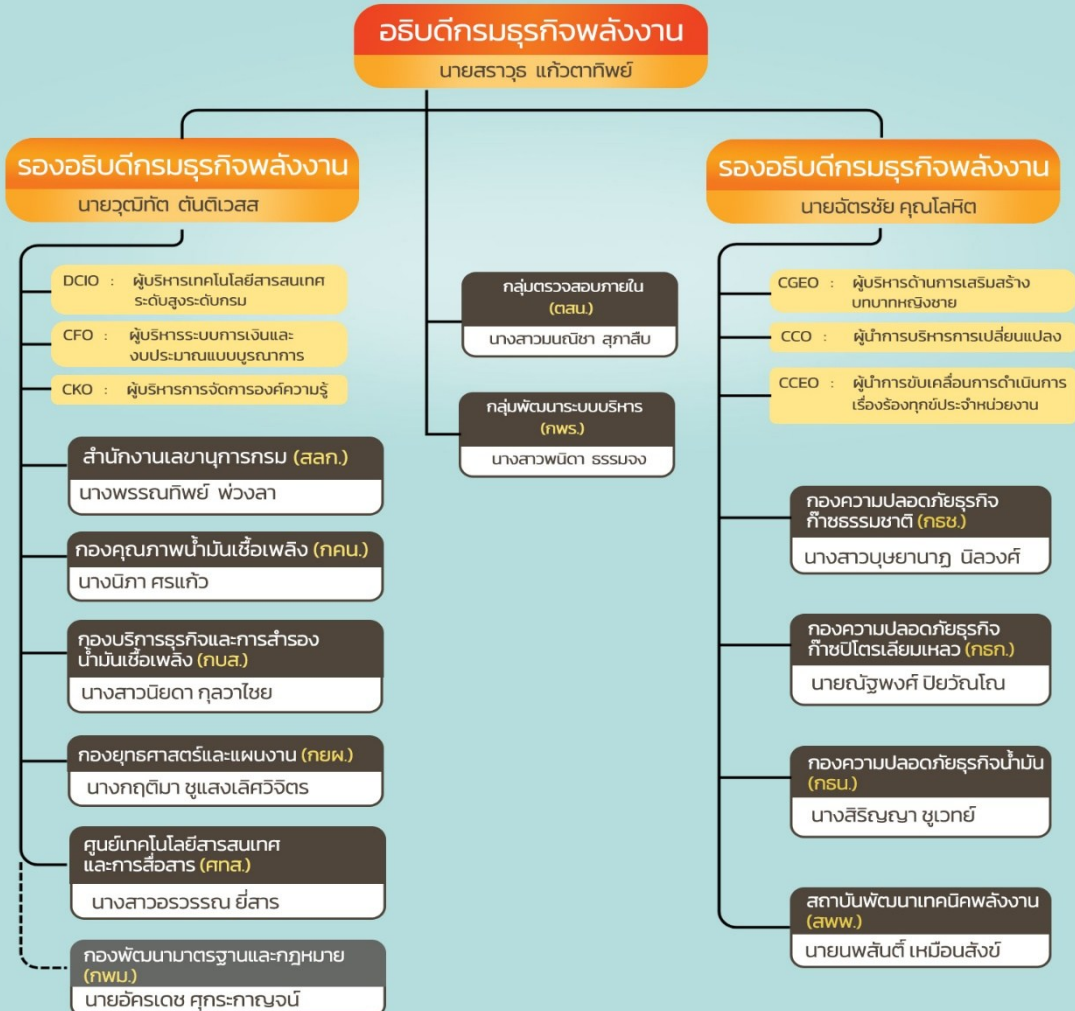 อธิบดีกรมธุรกิจพลังงาน
นายสราวุธ แก้วตาทิพย์
รองอธิบดีกรมธุรกิจพลังงาน
นายวุฒิทัต ตันติเวสส
DCIO : ผู้บริหารเทคโนโลยีสารสนเทศ
ระดับสูงระดับกรม
CFO : ผู้บริหารระบบการเงินและ
งบประมาณแบบบูรณาการ
CKO : ผู้บริหารการจัดการองค์ความรู้
สำนักงานเลขานุการกรม (สลก.)
นางพรรณทิพย์ พ่วงลา
กองคุณภาพน้ำมันเชื้อเพลิง (กคน.)
นางนิภา ศรแก้ว
กองบริการธุรกิจและการสำรอง
น้ำมันเชื้อเพลิง (กบส.)
นางสาวนิยดา กุลวาไชย
กองยุทธศาสตร์และแผนงาน (กยผ.)
นางกฤติมา ชูแสงเลิศวิจิตร
ศูนย์เทคโนโลยีสารสนเทศ
และการสื่อสาร (ศทส.)
นางสาวอรวรรณ ยี่สาร
กองพัฒนามาตรฐานและกฎหมาย
(กพม.)
นายอัครเดช ศุกระกาญจน์
กลุ่มตรวจสอบภายใน
(ตสน.)
นางสาวมนณิชา สุภาสืบ
กลุ่มพัฒนาระบบบริหาร
(กพร.)
นางสาวพนิดา ธรรมจง
รองอธิบดีกรมธุรกิจพลังงาน
นายฉัตรชัย คุณโลหิต
CGEO : ผู้บริหารด้านการเสริมสร้าง
บทบาทหญิงชาย
CCO : ผู้นำการบริหารการเปลี่ยนแปลง
CCEO : ผู้นำการขับเคลื่อนการดำเนินการ
เรื่องร้องทุกข์ประจำหน่วยงาน
กองความปลอดภัยธุรกิจ
ก๊าซธรรมชาติ (กธช.)
นางสาวบุษยานาฏ นิลวงศ์
กองความปลอดภัยธุรกิจ
ก๊าซปิโตรเลียมเหลว (กธก.)
นายณัฐพงศ์ ปิยวัณโณ
กองความปลอดภัยธุรกิจน้ำมัน
(กธน.)
นางสิริญญา ชูเวทย์
สถาบันพัฒนาเทคนิคพลังงาน
(สพพ.)
นายนพสันติ์ เหมือนสังข์